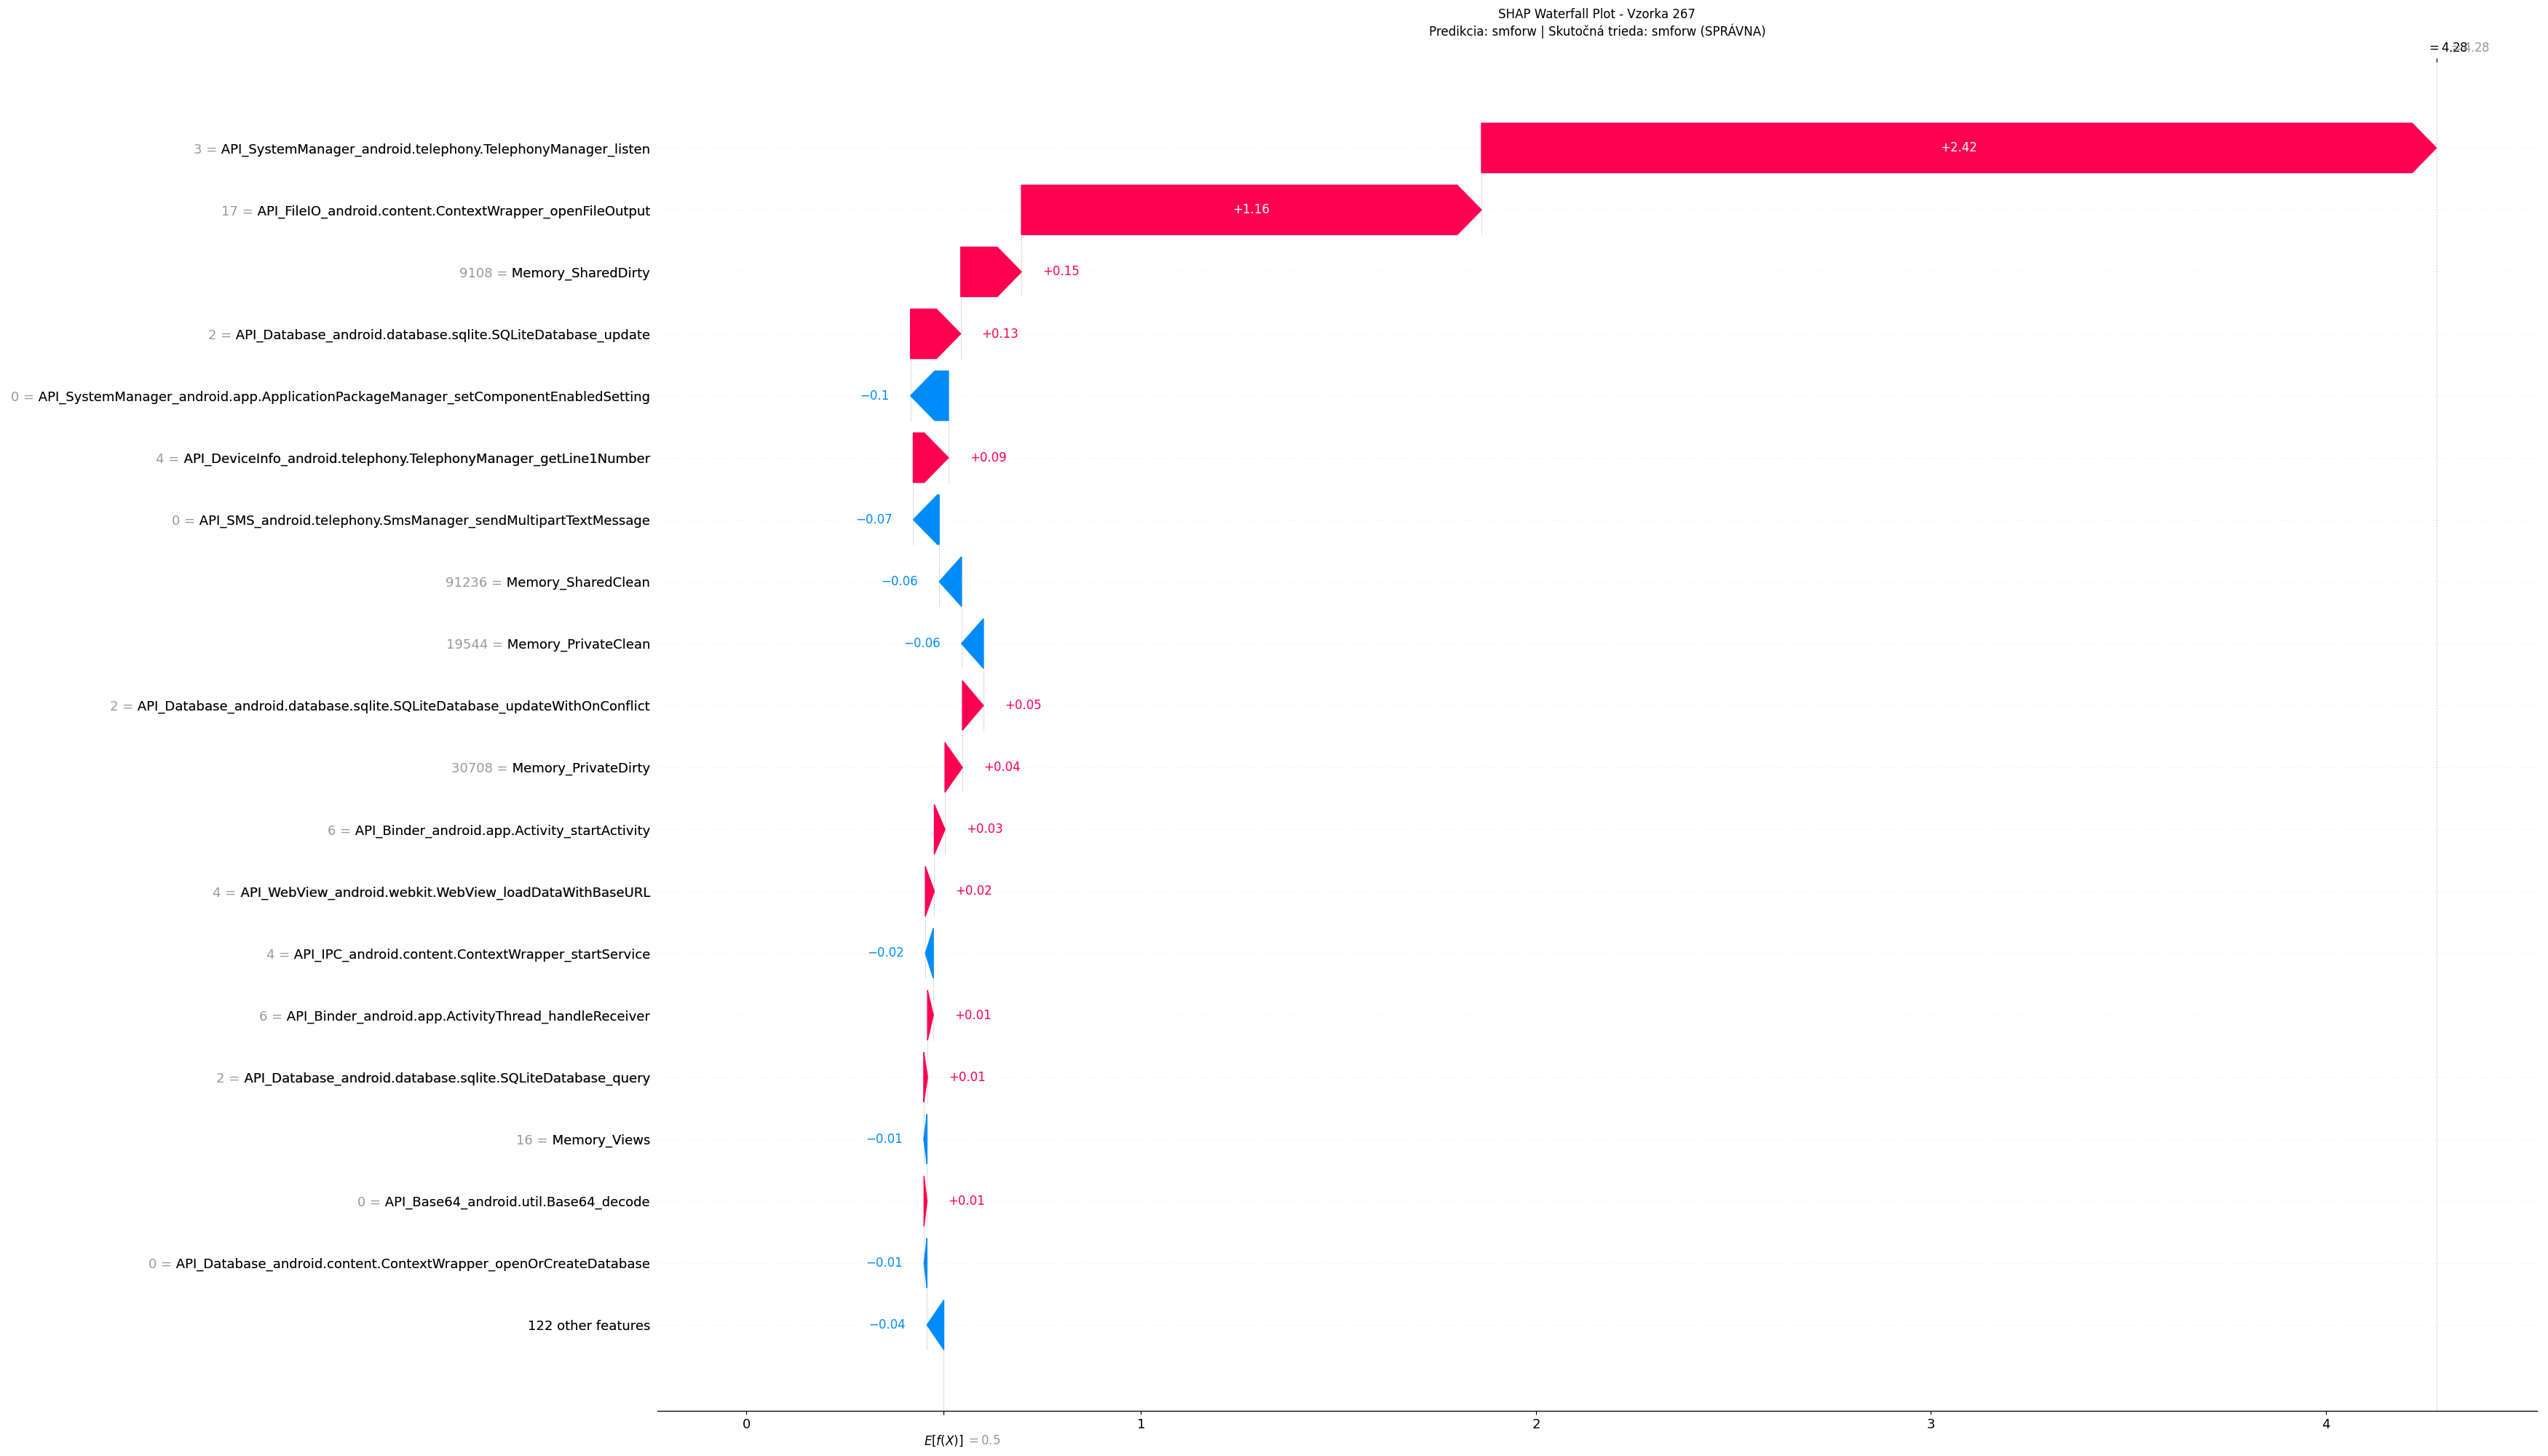 SHAP Waterfall Plot - Vzorka 267
Predikcia: smforw | Skutočná trieda: smforw (SPRÁVNA)
= 4.28
3 = API_SystemManager_android.telephony.TelephonyManager_listen +2.42
17 = API_FileIO_android.content.ContextWrapper_openFileOutput +1.16
9108 = Memory_SharedDirty +0.15
2 = API_Database_android.database.sqlite.SQLiteDatabase_update +0.13
0 = API_SystemManager_android.app.ApplicationPackageManager_setComponentEnabledSetting −0.1
4 = API_DeviceInfo_android.telephony.TelephonyManager_getLine1Number +0.09
0 = API_SMS_android.telephony.SmsManager_sendMultipartTextMessage −0.07
91236 = Memory_SharedClean −0.06
19544 = Memory_PrivateClean −0.06
2 = API_Database_android.database.sqlite.SQLiteDatabase_updateWithOnConflict +0.05
30708 = Memory_PrivateDirty +0.04
6 = API_Binder_android.app.Activity_startActivity +0.03
4 = API_WebView_android.webkit.WebView_loadDataWithBaseURL +0.02
4 = API_IPC_android.content.ContextWrapper_startService −0.02
6 = API_Binder_android.app.ActivityThread_handleReceiver +0.01
2 = API_Database_android.database.sqlite.SQLiteDatabase_query +0.01
16 = Memory_Views −0.01
0 = API_Base64_android.util.Base64_decode +0.01
0 = API_Database_android.content.ContextWrapper_openOrCreateDatabase −0.01
122 other features −0.04
0 1 2 3 4
E[f(X)] = 0.5